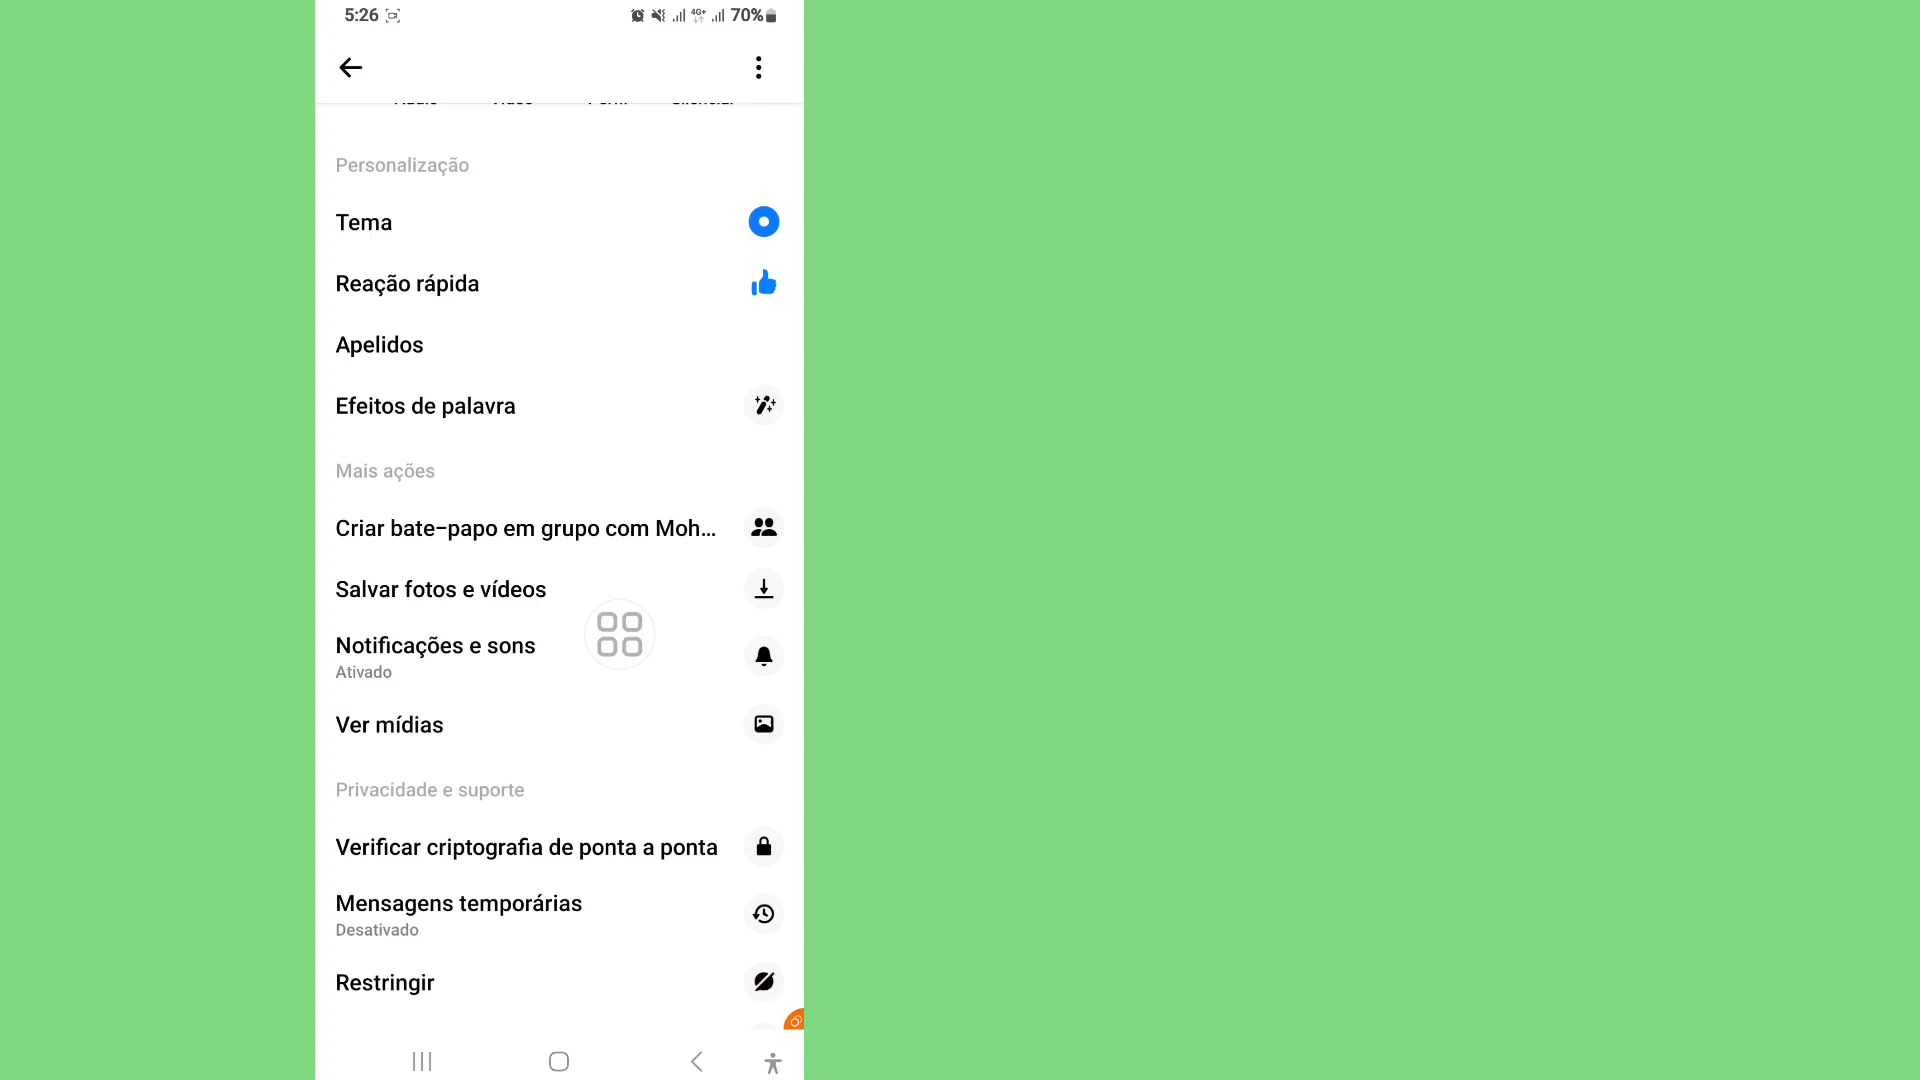 5:26
4G+
70%
Personalização
Tema
Reação rápida
Apelidos
Efeitos de palavra
Mais ações
Criar bate-papo em grupo com Moh...
Salvar fotos e vídeos
Notificações e sons
Ativado
Ver mídias
Privacidade e suporte
Verificar criptografia de ponta a ponta
Mensagens temporárias
Desativado
Restringir